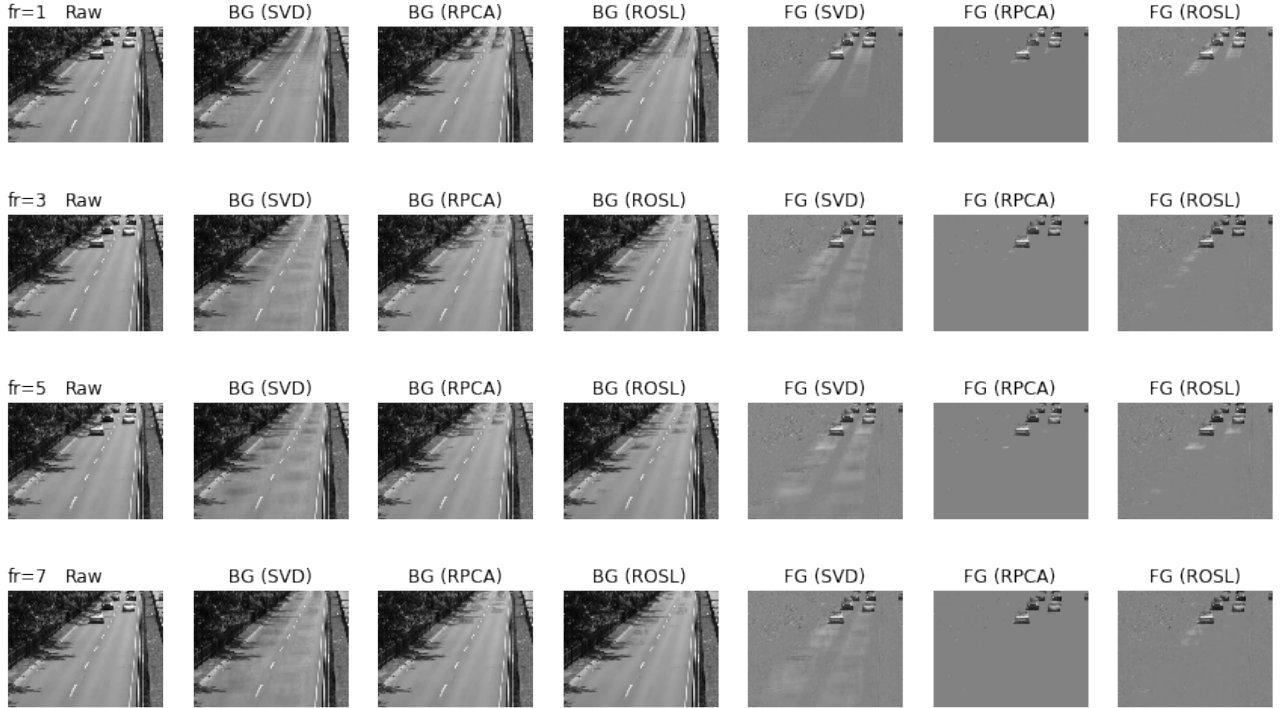 fr=1 Raw BG (SVD) BG (RPCA) BG (ROSL) FG (SVD) FG (RPCA) FG (ROSL)
fr=3 Raw BG (SVD) BG (RPCA) BG (ROSL) FG (SVD) FG (RPCA) FG (ROSL)
fr=5 Raw BG (SVD) BG (RPCA) BG (ROSL) FG (SVD) FG (RPCA) FG (ROSL)
fr=7 Raw BG (SVD) BG (RPCA) BG (ROSL) FG (SVD) FG (RPCA) FG (ROSL)